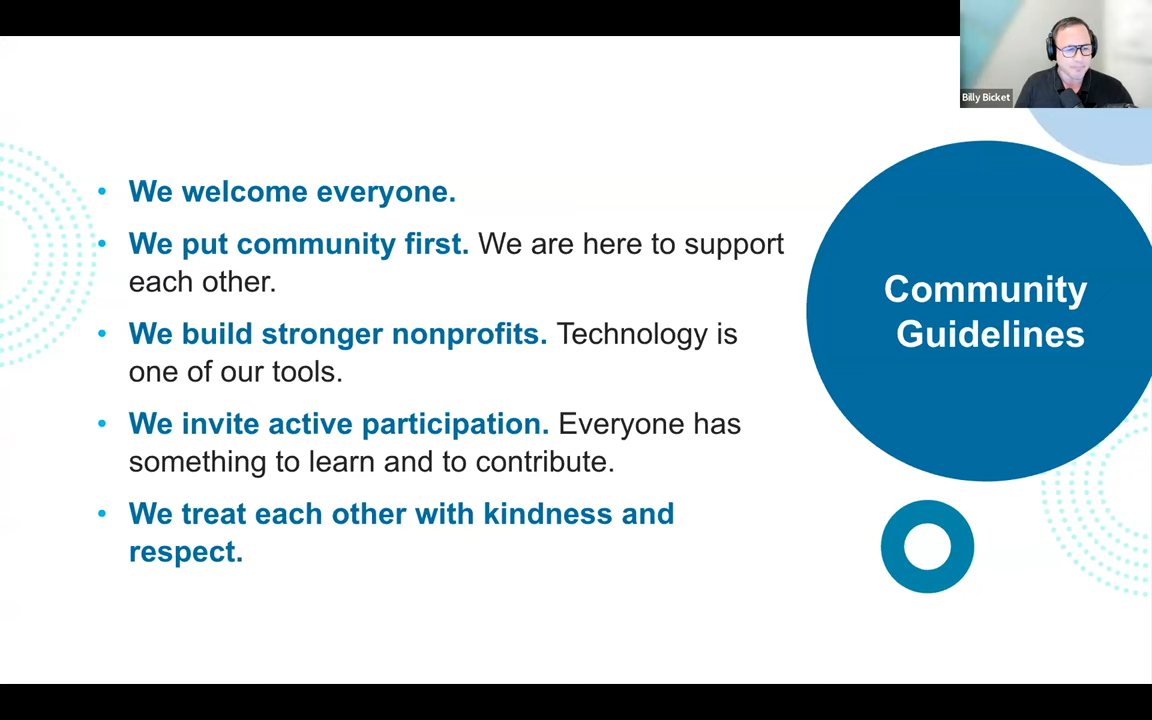 Billy Bicket
• We welcome everyone.
• We put community first. We are here to support
each other.
• We build stronger nonprofits. Technology is
one of our tools.
• We invite active participation. Everyone has
something to learn and to contribute.
• We treat each other with kindness and
respect.
Community
Guidelines